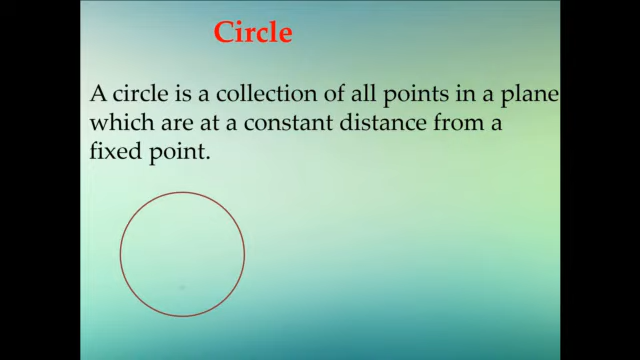 Circle
A circle is a collection of all points in a plane
which are at a constant distance from a
fixed point.